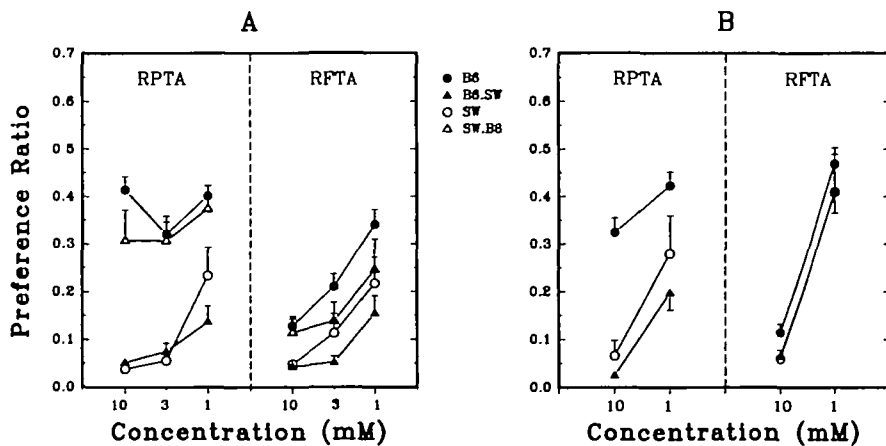 A
B
Preference Ratio
0.7
0.6
0.5
0.4
0.3
0.2
0.1
0.0
RPTA
RFTA
10
3
1
10
3
1
Concentration (mM)
B6
B6.SW
SW
SW.B6
0.7
0.6
0.5
0.4
0.3
0.2
0.1
0.0
RPTA
RFTA
10
1
10
1
Concentration (mM)